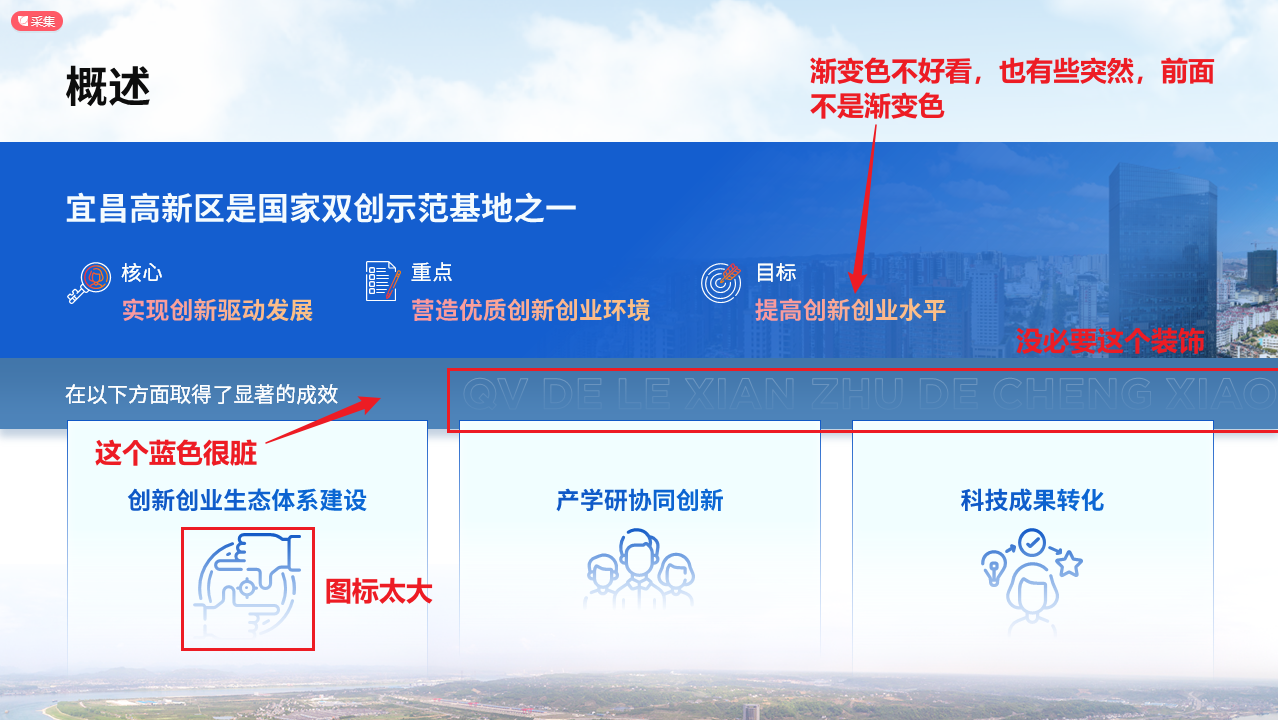 采集
渐变色不好看，也有些突然，前面
不是渐变色
概述
宜昌高新区是国家双创示范基地之一
核心
实现创新驱动发展
重点
营造优质创新创业环境
目标
提高创新创业水平
没必要这个装饰
在以下方面取得了显著的成效
QV DE LE XIAN ZHU DE CHENG XIAO
这个蓝色很脏
创新创业生态体系建设
产学研协同创新
科技成果转化
图标太大